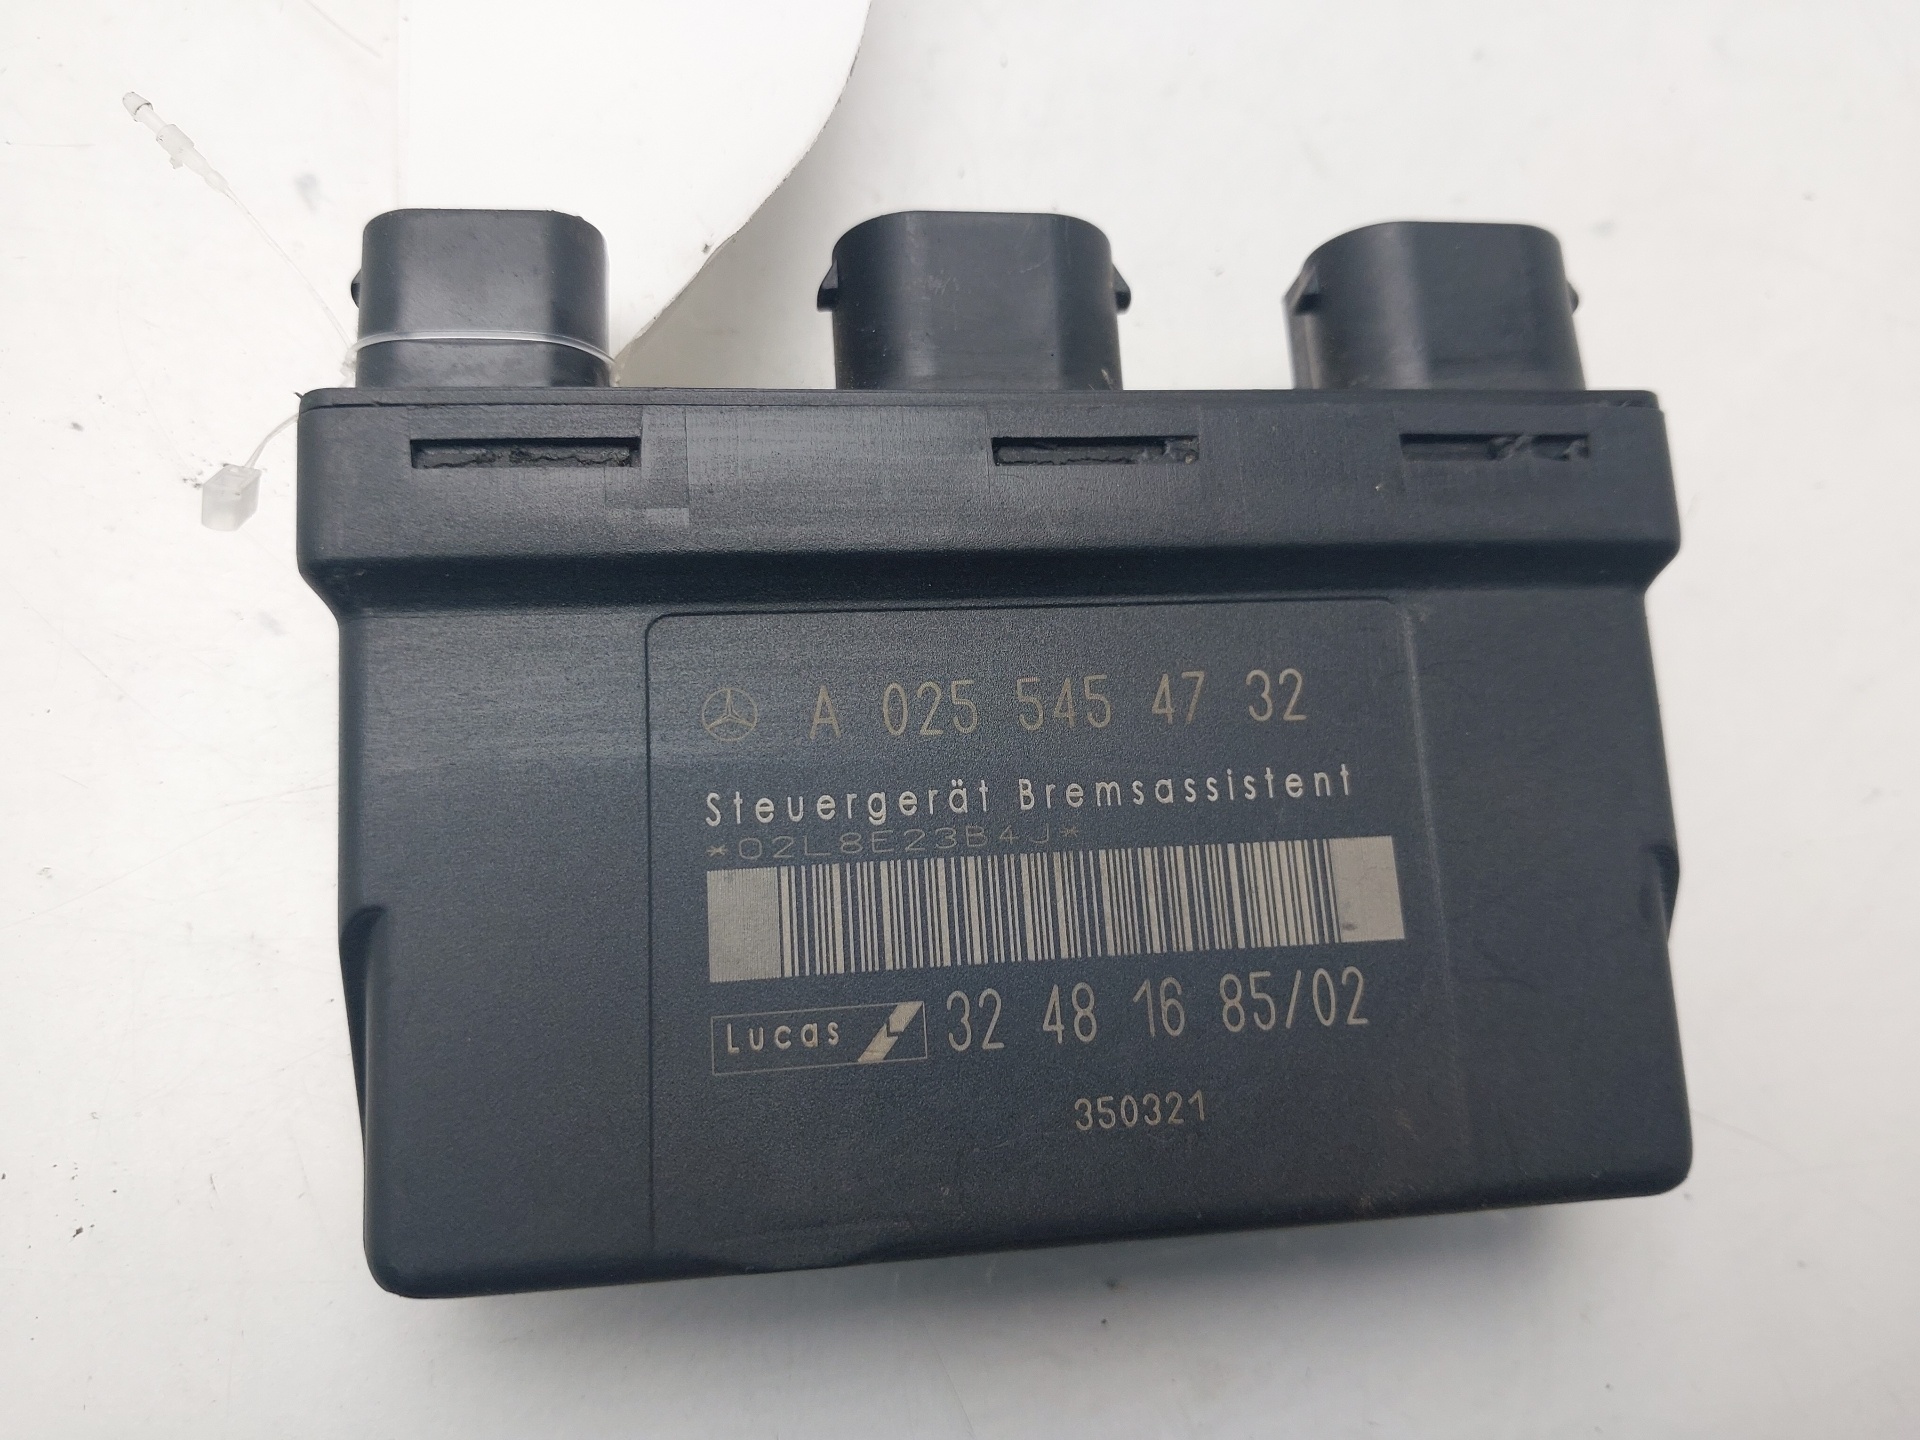 A 025 545 47 32
Steuergerät Bremsassistent
*02L8E23B4J*
Lucas 32 48 16 85/02
350321